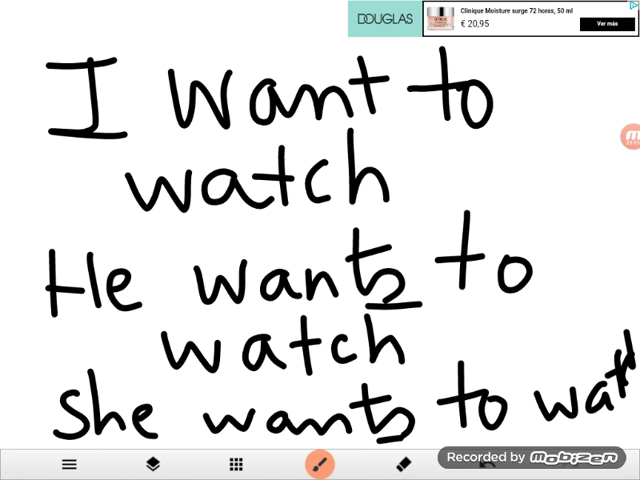 DOUGLAS
Clinique Moisture surge 72 horas, 50 ml
€ 20,95
Ver más
I want to
watch
He wants to
watch
She wants to
Recorded by Mobizen